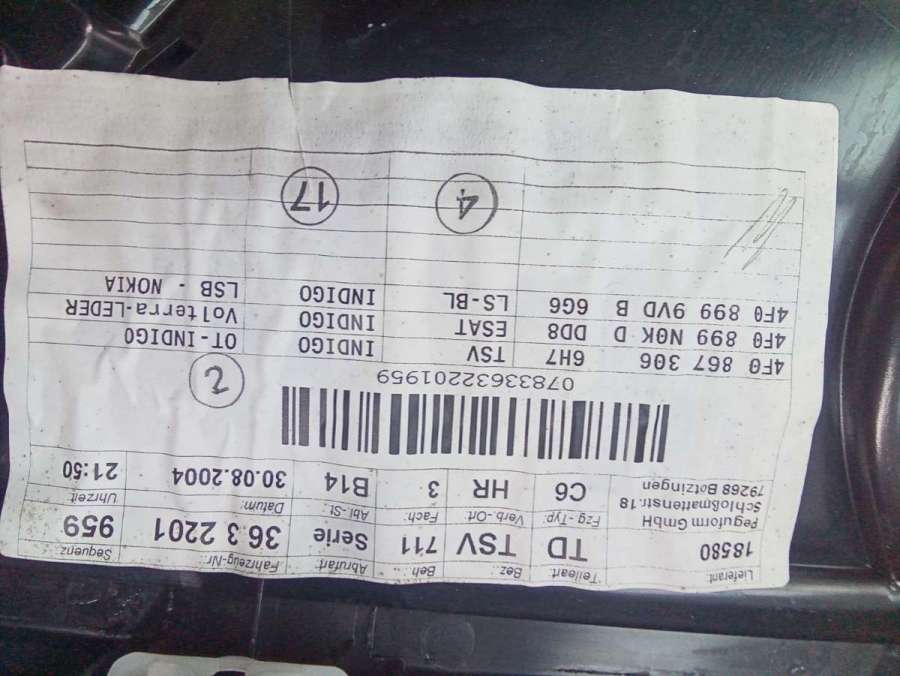 Lieferant: Teileart: Bez.: Beh... Abrufart: Fahrzeug-Nr. Sequenz
18580 TD TSV 711 Serie 36 3 2201 959
Peguform GmbH
Schloßmattenstr.18
79268 Botzingen
Fzg-Typ: Verb.-Ort Fach: Abl-St. Datum: Uhrzeit
C6 HR 3 B14 30.08.2004 21:50
07833632201959
2
4F0 867 306 6H7 TSV INDIGO OT-INDIGO
4F0 899 N0K D DD8 ESAT INDIGO Volterra-LEDER
4F0 899 9VD B 6G6 LS-BL INDIGO LSB - NOKIA
4
17